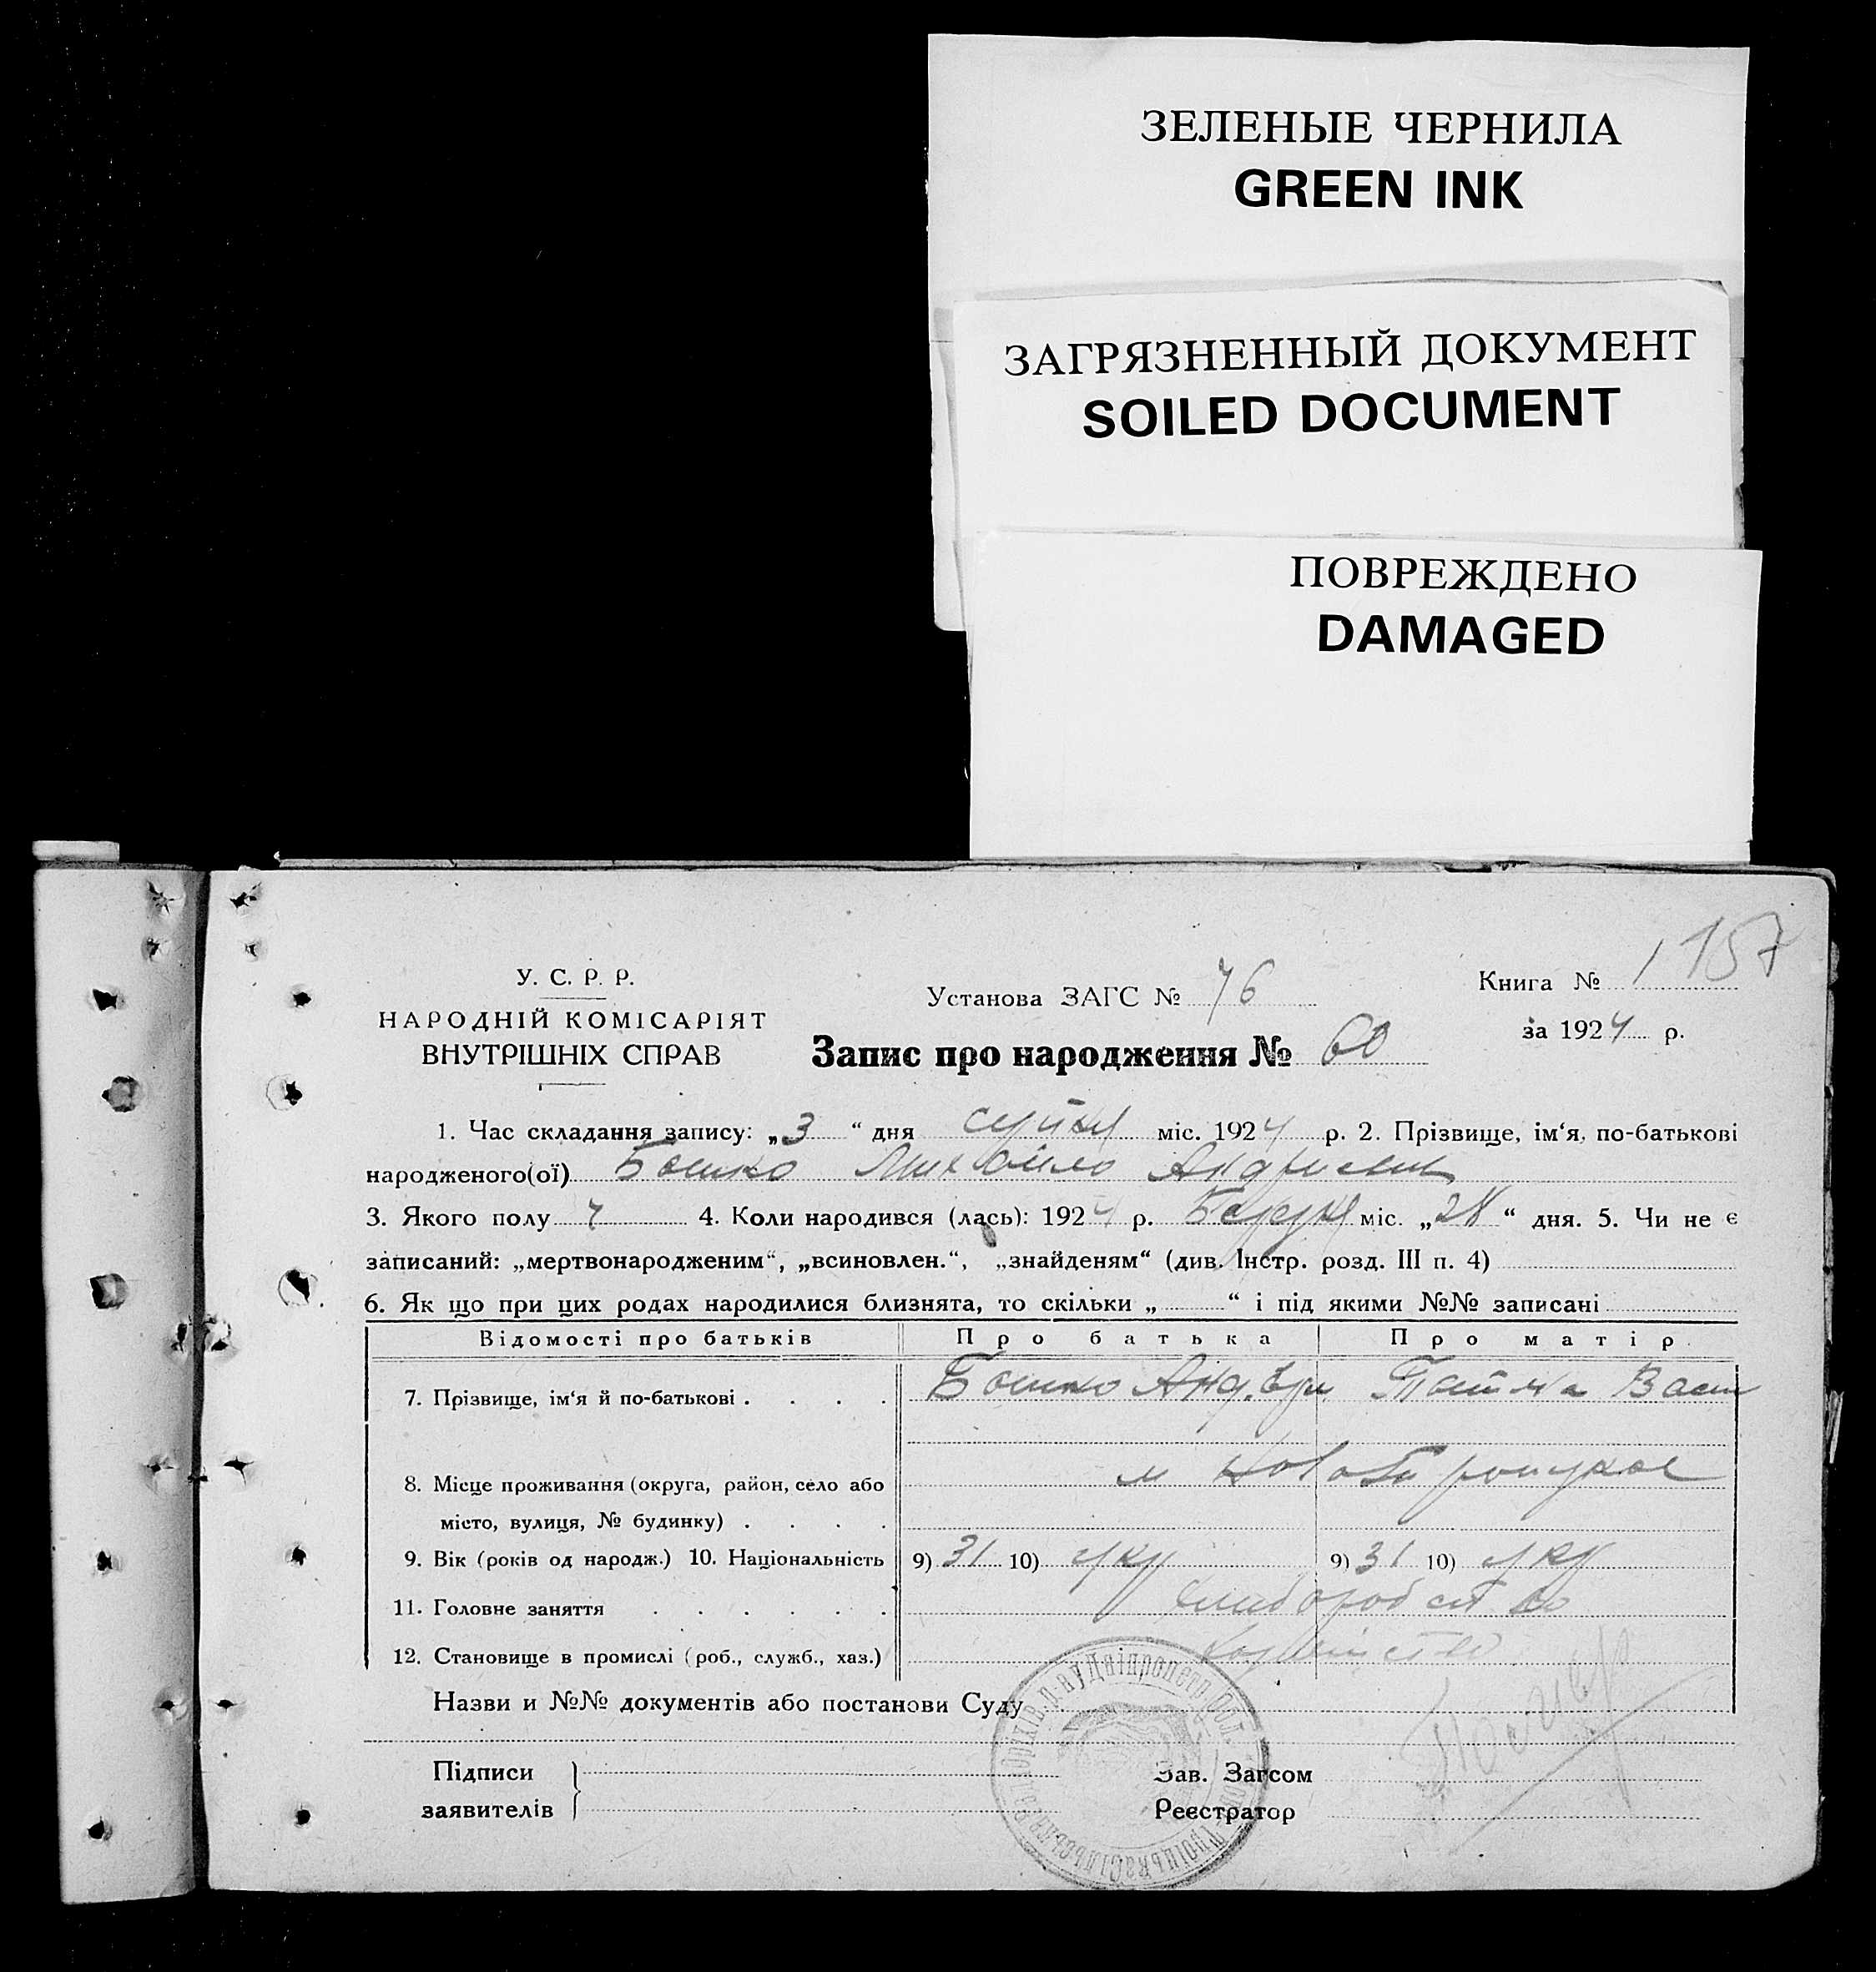 ЗЕЛЕНЫЕ ЧЕРНИЛА
GREEN INK
ЗАГРЯЗНЕННЫЙ ДОКУМЕНТ
SOILED DOCUMENT
ПОВРЕЖДЕНО
DAMAGED
157
У. С. Р. Р.
НАРОДНІЙ КОМІСАРІЯТ
ВНУТРІШНІХ СПРАВ
Установа ЗАГС № 76
Книга № 1
за 1924 р.
Запис про народження № 60
1. Час складання запису: „3“ дня міс. 1924 р. 2. Прізвище, ім‘я, по-батькові
народженого(ої) Бошко Михайло Андриевич
3. Якого полу ч 4. Коли народився (лась): 1924 р. міс. „28“ дня. 5. Чи не є
записаний: „мертвонародженим“, „всиновлен.“, „знайденям“ (див. Інстр. розд. III п. 4)
6. Як що при цих родах народилися близнята, то скільки „ “ і під якими №№ записані
Відомості про батьків Про батька Про матір
7. Прізвище, ім‘я й по-батькові . . . . Бошко Анд.
8. Місце проживання (округа, район, село або
місто, вулиця, № будинку) . . . .
9. Вік (років од народж.) 10. Національність 9) 31 10) укр 9) 31 10) укр
11. Головне заняття . . . . . .
12. Становище в промислі (роб., служб., хаз.)
Назви и №№ документів або постанови Суду
Підписи
заявителів
Зав. Загсом
Реєстратор